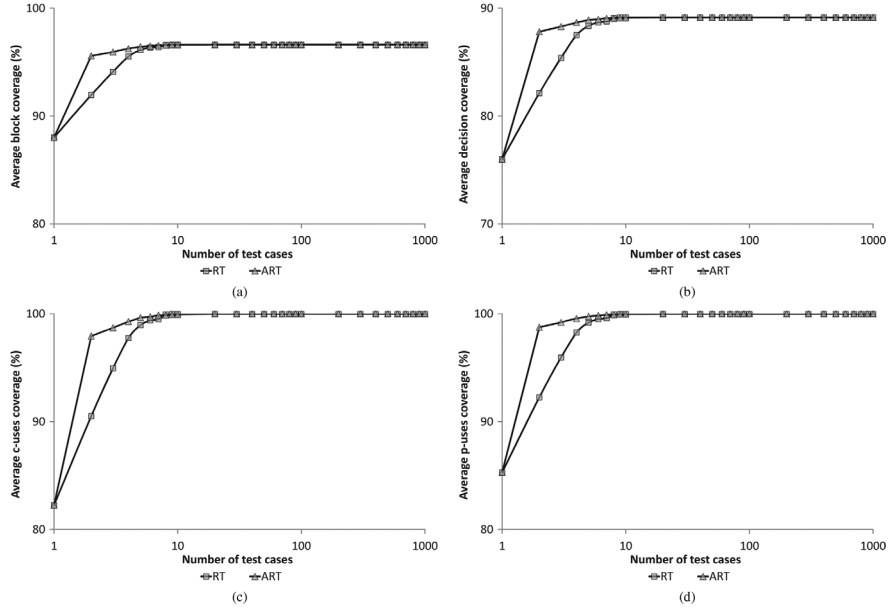 100
90
80
Average block coverage (%)
1
10
100
1000
Number of test cases
RT
ART
(a)
90
80
70
Average decision coverage (%)
1
10
100
1000
Number of test cases
RT
ART
(b)
100
90
80
Average c-uses coverage (%)
1
10
100
1000
Number of test cases
RT
ART
(c)
100
90
80
Average p-uses coverage (%)
1
10
100
1000
Number of test cases
RT
ART
(d)